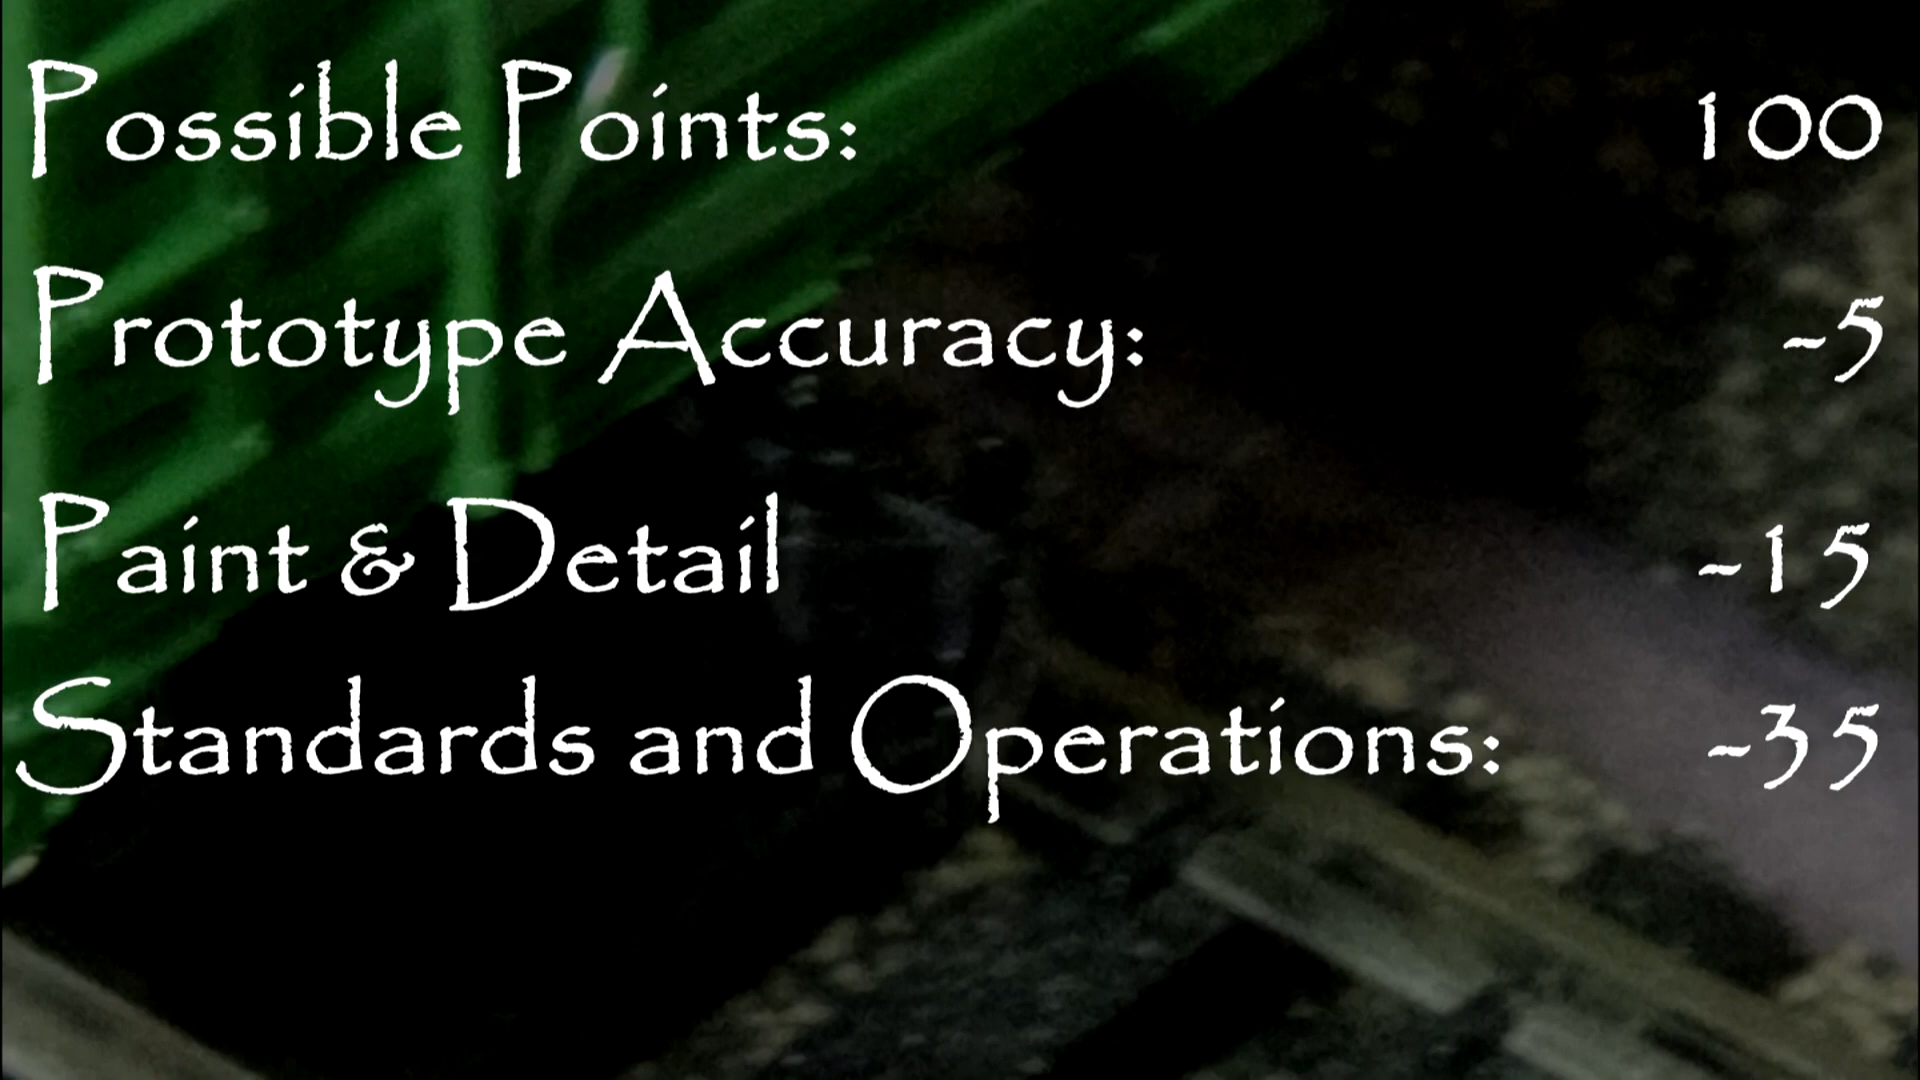 Possible Points: 100
Prototype Accuracy: -5
Paint & Detail -15
Standards and Operations: -35